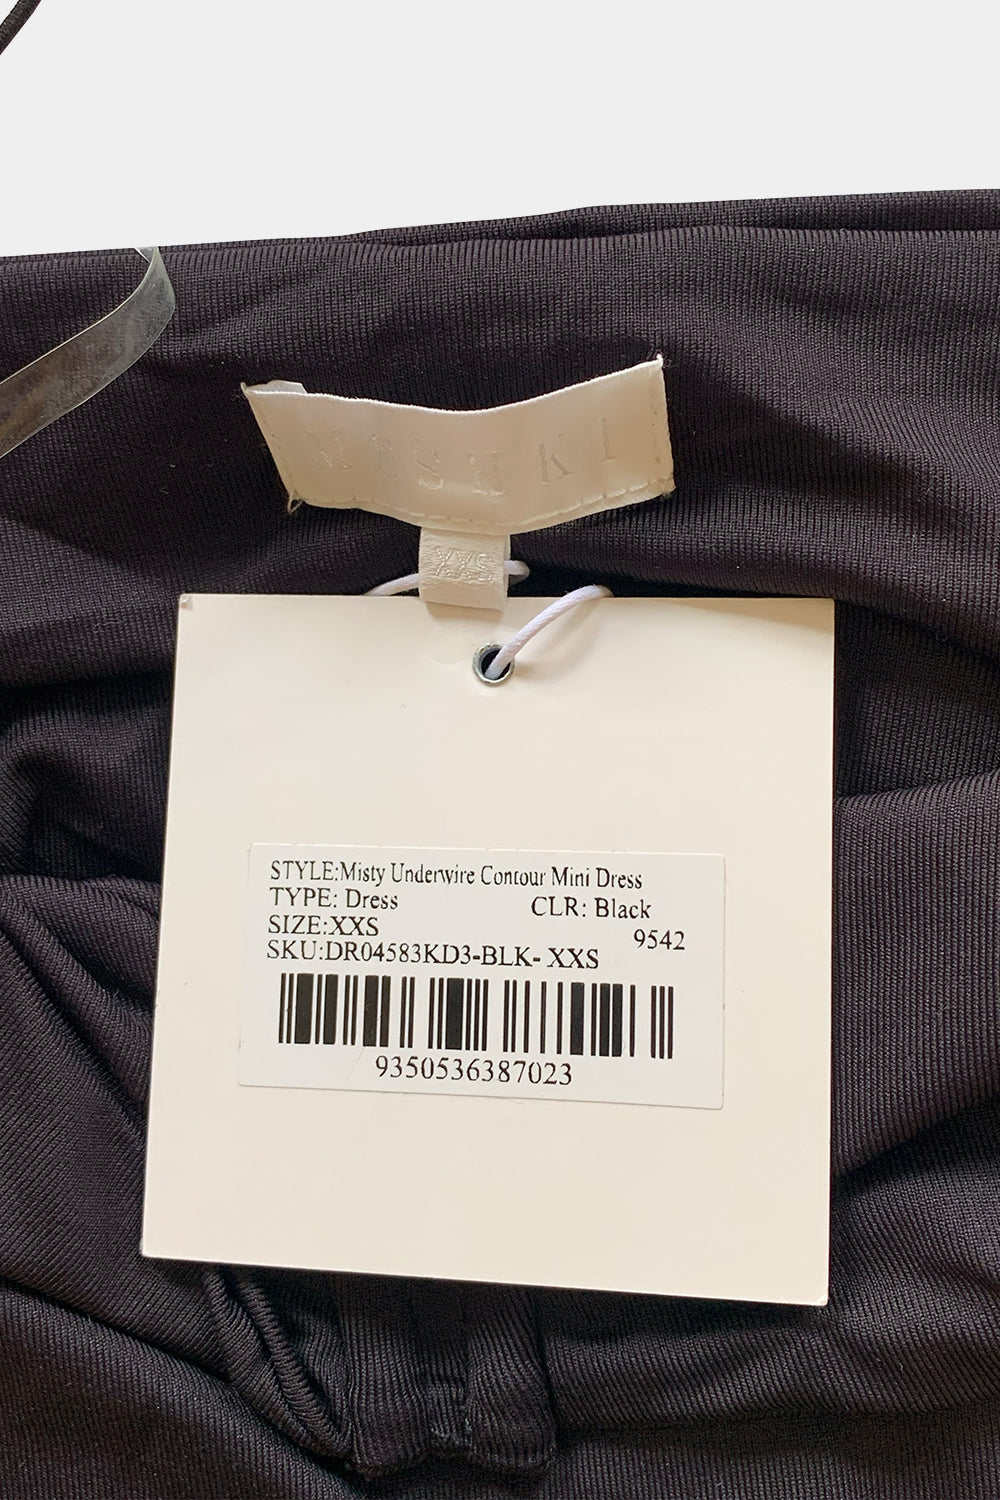 MESHKI
XXS
STYLE:Misty Underwire Contour Mini Dress
TYPE: Dress CLR: Black
SIZE:XXS 9542
SKU:DR04583KD3-BLK- XXS
9350536387023